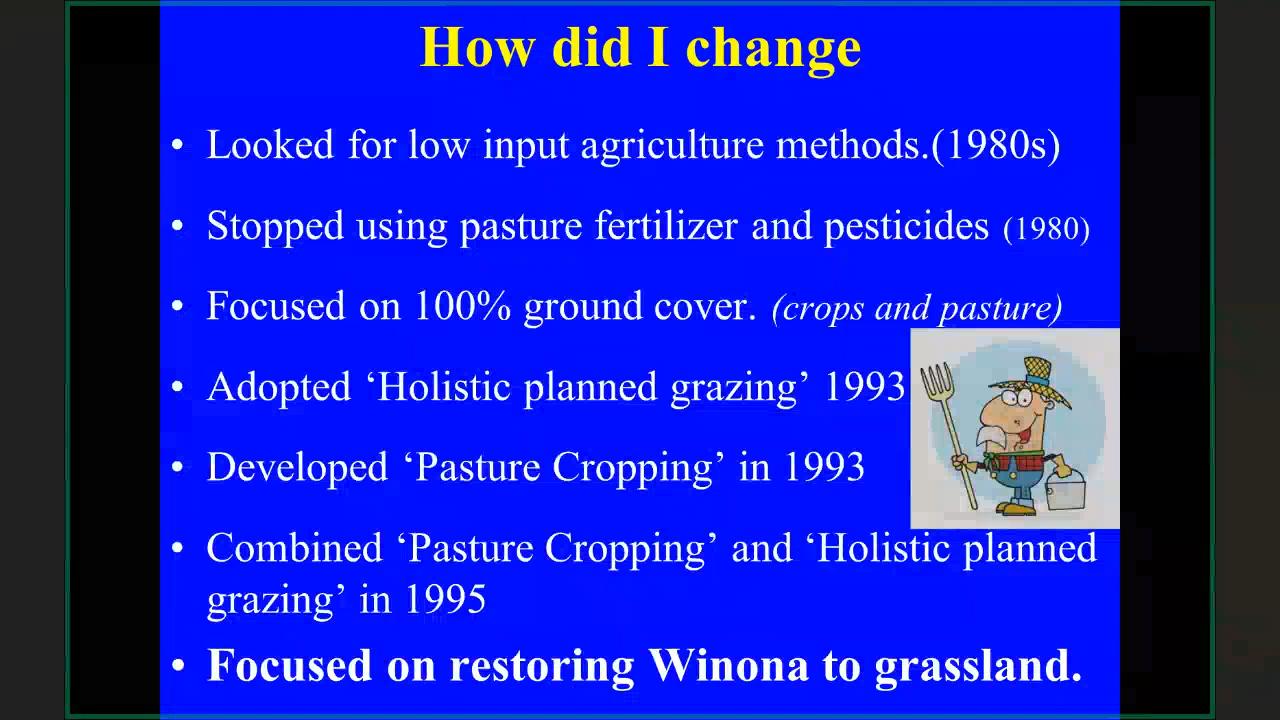 How did I change
• Looked for low input agriculture methods.(1980s)
• Stopped using pasture fertilizer and pesticides (1980)
• Focused on 100% ground cover. (crops and pasture)
• Adopted ‘Holistic planned grazing’ 1993
• Developed ‘Pasture Cropping’ in 1993
• Combined ‘Pasture Cropping’ and ‘Holistic planned
grazing’ in 1995
• Focused on restoring Winona to grassland.